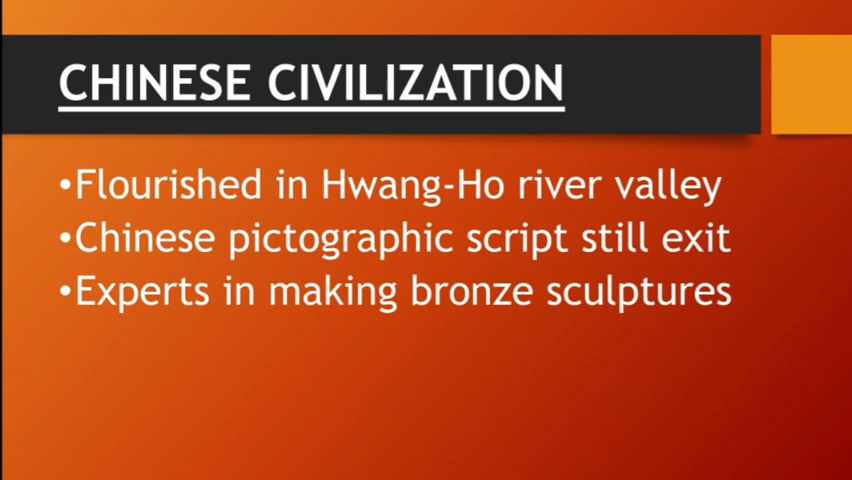 CHINESE CIVILIZATION
•Flourished in Hwang-Ho river valley
•Chinese pictographic script still exit
•Experts in making bronze sculptures